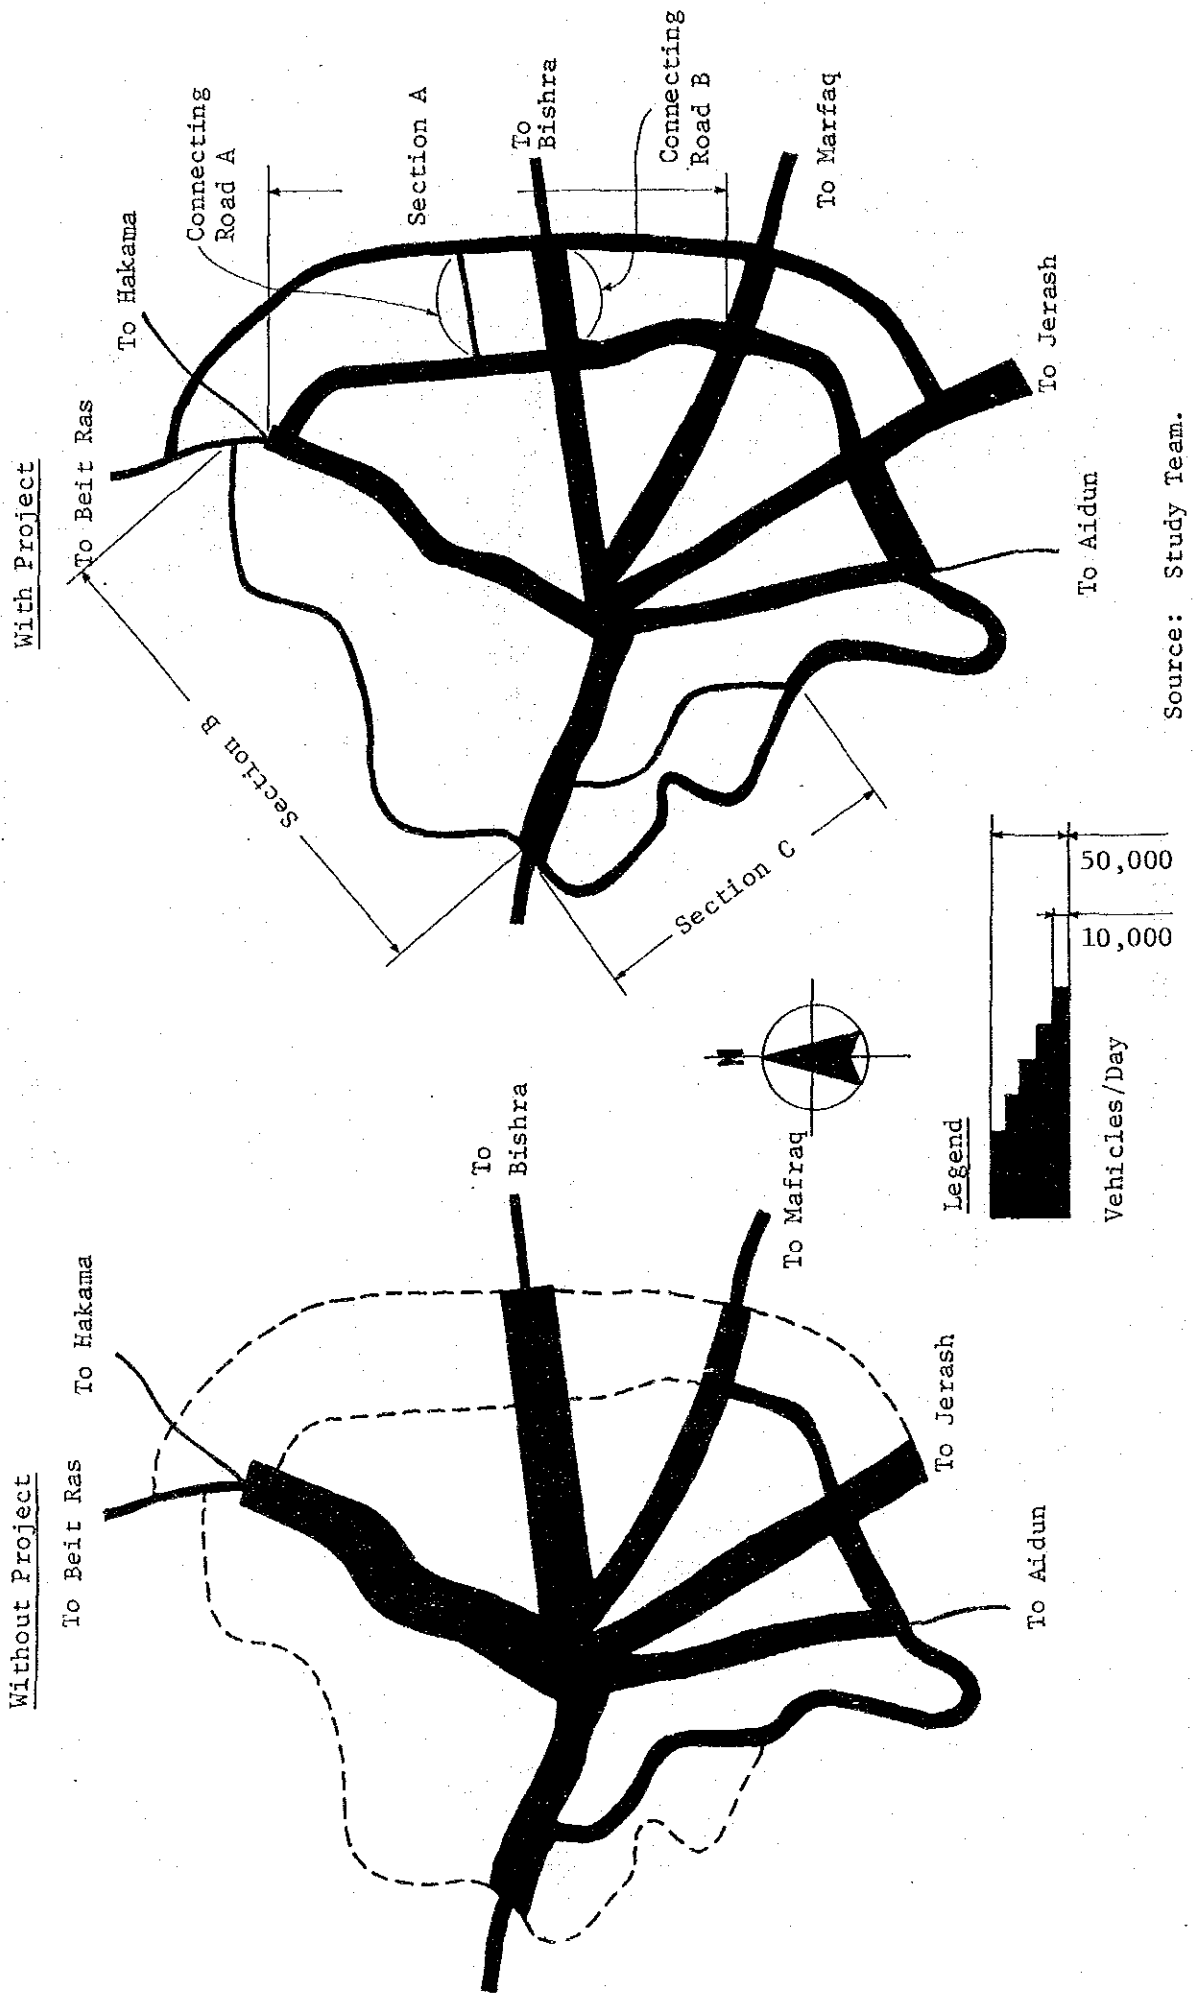 Without Project
To Beit Ras
To Hakama
To
Bishra
To Mafraq
To Jerash
To Aidun
With Project
To Beit Ras
To Hakama
Connecting
Road A
Section A
To
Bishra
Connecting
Road B
To Marfaq
To Jerash
To Aidun
Section B
Section C
N
Legend
50,000
10,000
Vehicles/Day
Source: Study Team.